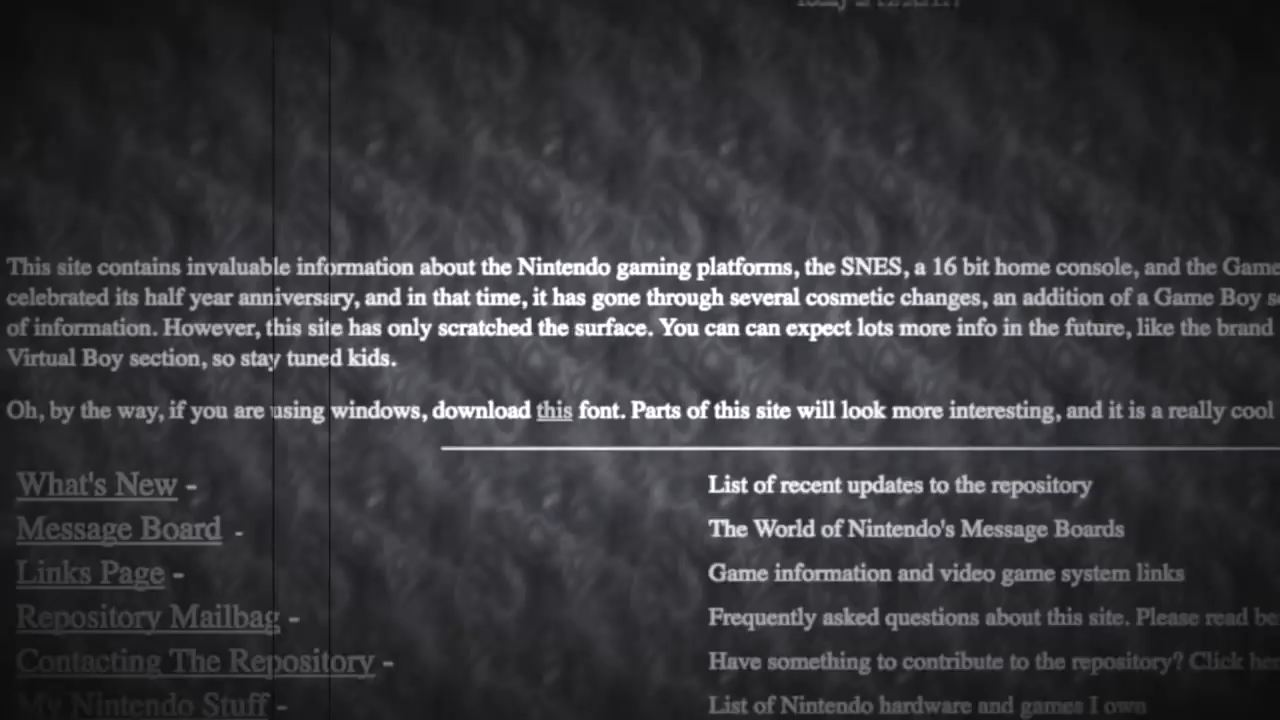 This site contains invaluable information about the Nintendo gaming platforms, the SNES, a 16 bit home console, and the Game
celebrated its half year anniversary, and in that time, it has gone through several cosmetic changes, an addition of a Game Boy
of information. However, this site has only scratched the surface. You can can expect lots more info in the future, like the brand
Virtual Boy section, so stay tuned kids.
Oh, by the way, if you are using windows, download this font. Parts of this site will look more interesting, and it is a really cool
What's New - List of recent updates to the repository
Message Board - The World of Nintendo's Message Boards
Links Page - Game information and video game system links
Repository Mailbag - Frequently asked questions about this site. Please read
Contacting The Repository - Have something to contribute to the repository? Click
My Nintendo Stuff - List of Nintendo hardware and games I own